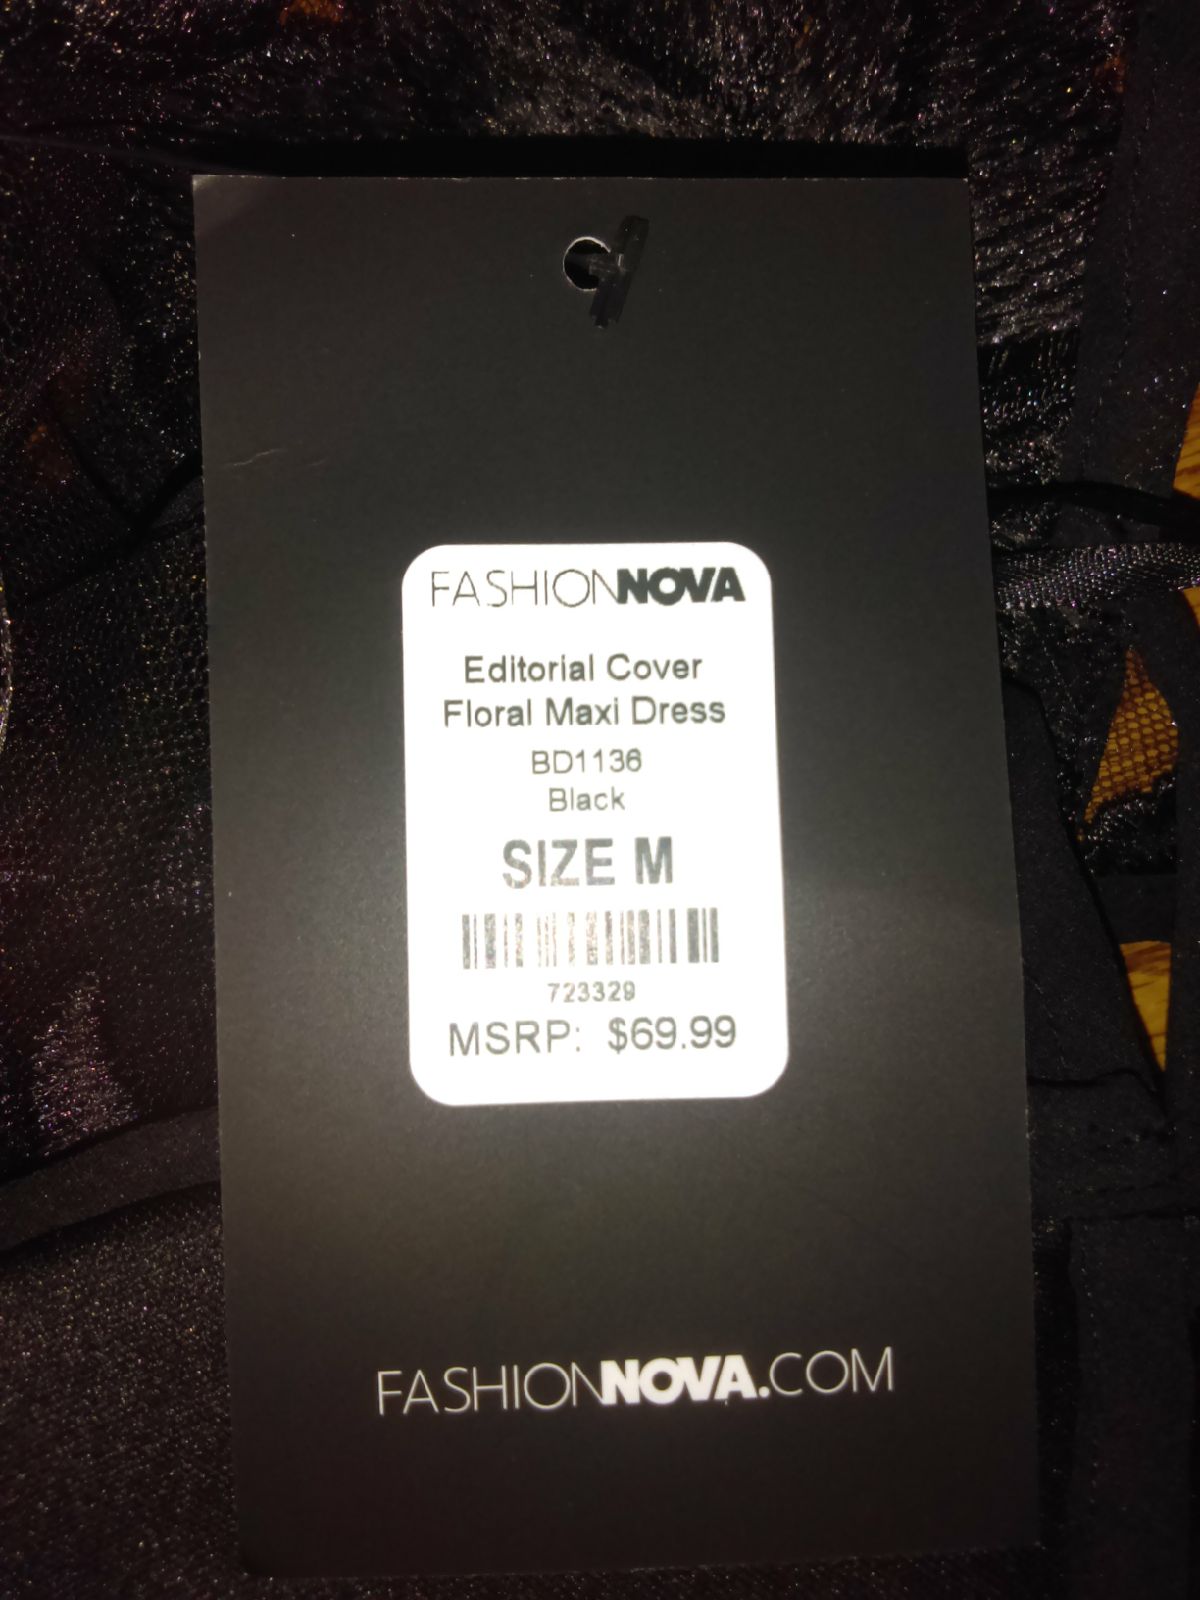 FASHIONNOVA
Editorial Cover
Floral Maxi Dress
BD1136
Black
SIZE M
723329
MSRP: $69.99
FASHIONNOVA.COM